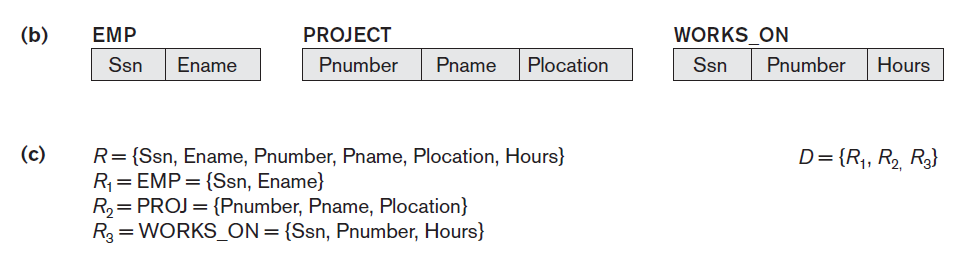 (b) EMP PROJECT WORKS_ON
Ssn Ename Pnumber Pname Plocation Ssn Pnumber Hours
(c) R = {Ssn, Ename, Pnumber, Pname, Plocation, Hours} D = {R1, R2, R3}
R1 = EMP = {Ssn, Ename}
R2 = PROJ = {Pnumber, Pname, Plocation}
R3 = WORKS_ON = {Ssn, Pnumber, Hours}